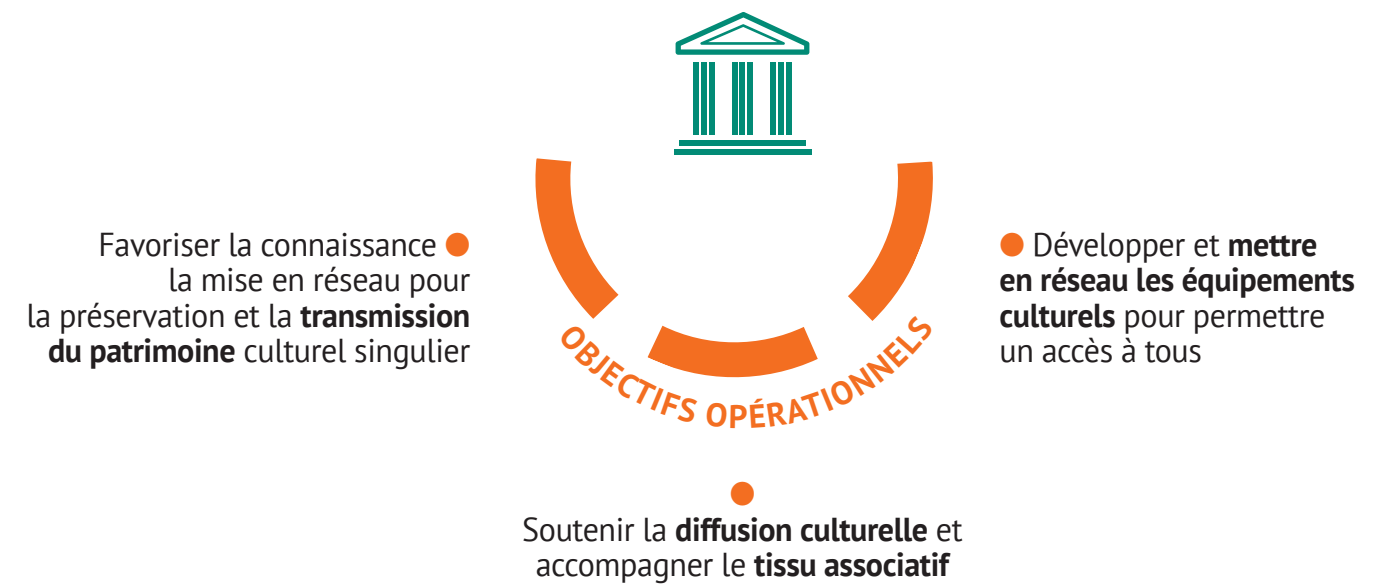 Favoriser la connaissance
la mise en réseau pour
la préservation et la transmission
du patrimoine culturel singulier
Développer et mettre
en réseau les équipements
culturels pour permettre
un accès à tous
OBJECTIFS OPÉRATIONNELS
Soutenir la diffusion culturelle et
accompagner le tissu associatif